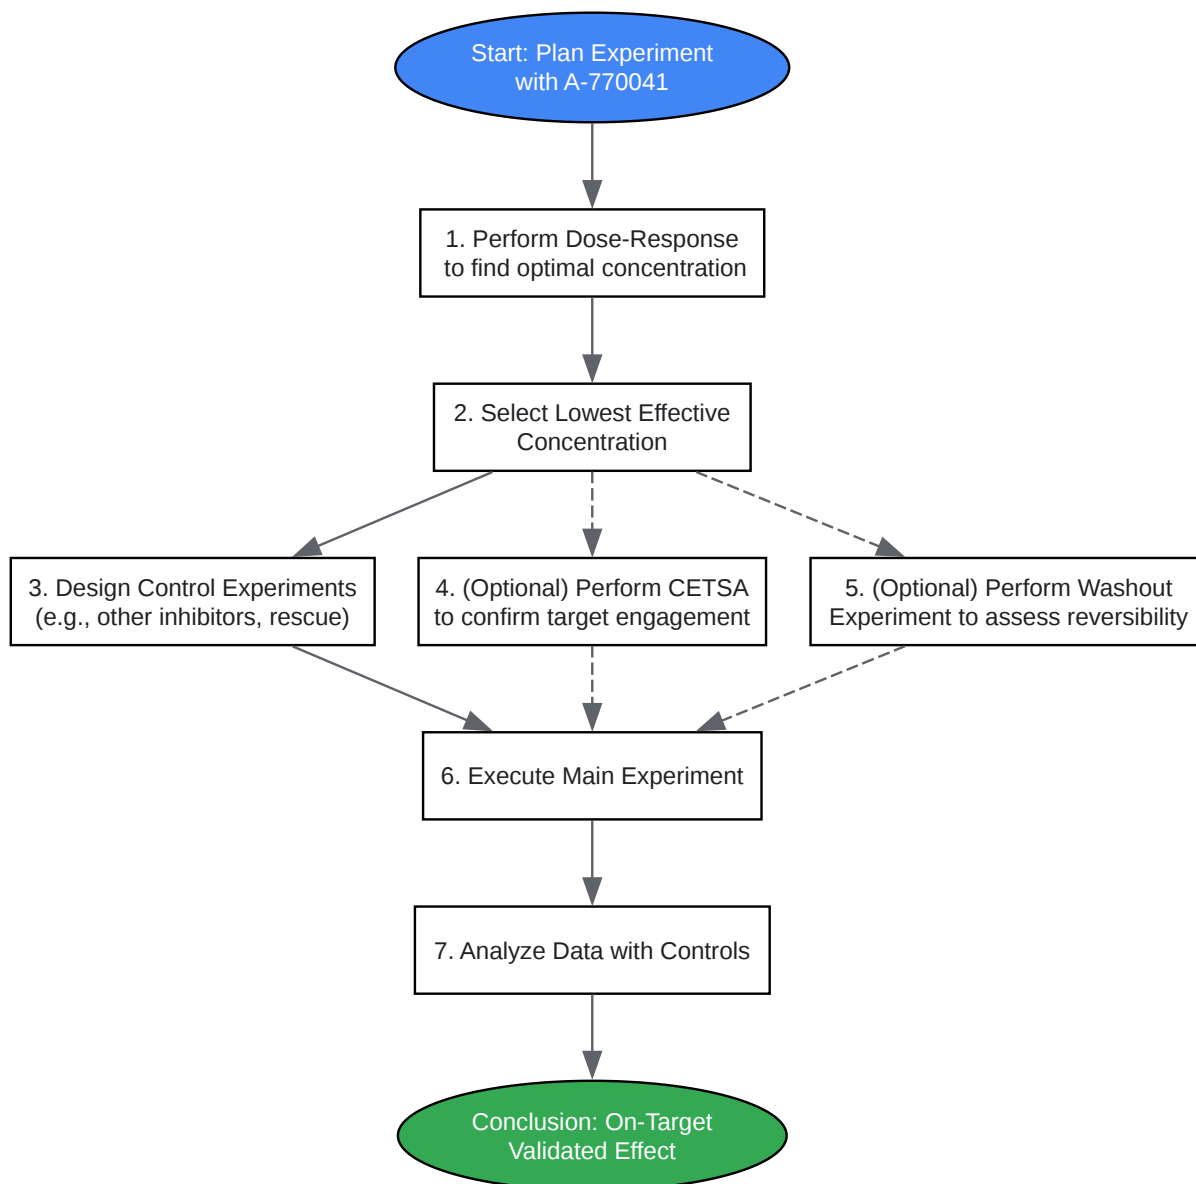 Start: Plan Experiment
with A-770041
1. Perform Dose-Response
to find optimal concentration
2. Select Lowest Effective
Concentration
3. Design Control Experiments
(e.g., other inhibitors, rescue)
4. (Optional) Perform CETSA
to confirm target engagement
5. (Optional) Perform Washout
Experiment to assess reversibility
6. Execute Main Experiment
7. Analyze Data with Controls
Conclusion: On-Target
Validated Effect